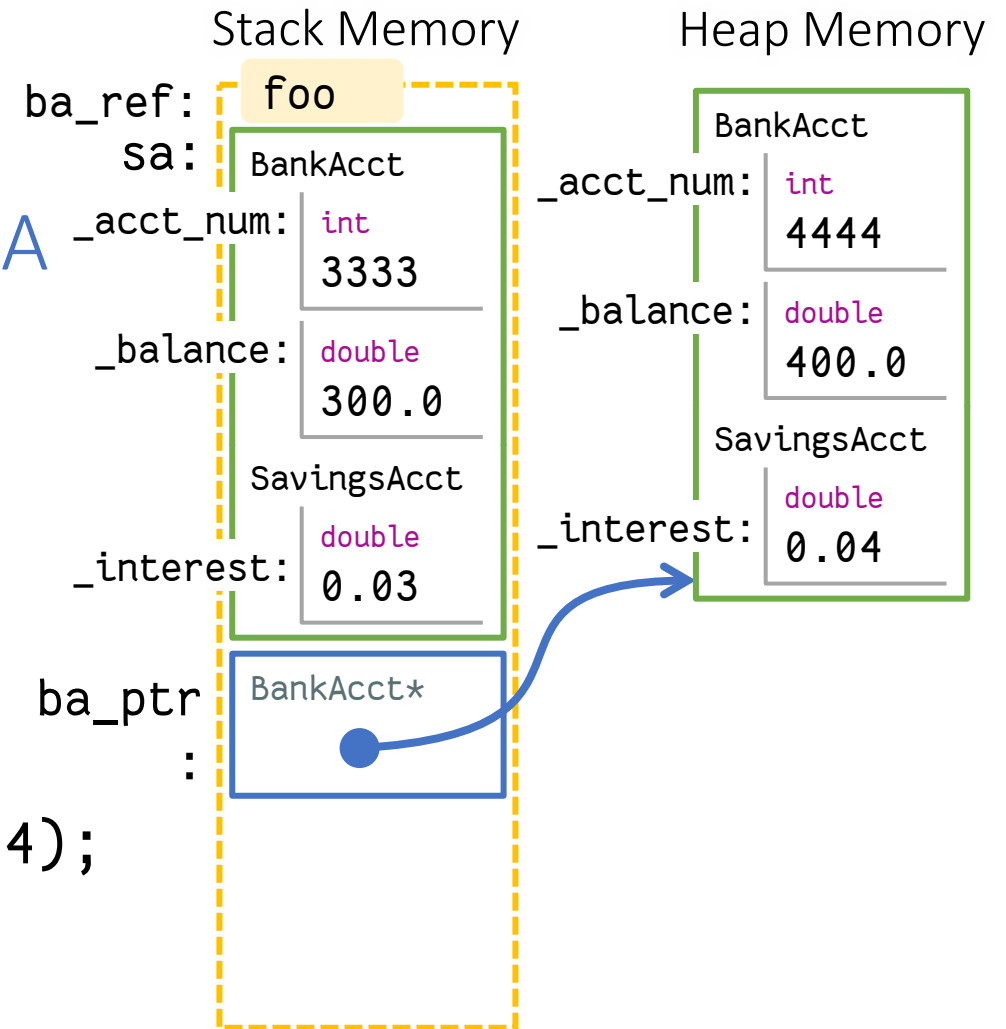 Stack Memory
Heap Memory
ba_ref:
foo
sa:
BankAcct
_acct_num:
int
3333
A
_balance:
double
300.0
SavingsAcct
_interest:
double
0.03
ba_ptr
:
BankAcct*
4);
BankAcct
_acct_num:
int
4444
_balance:
double
400.0
SavingsAcct
_interest:
double
0.04